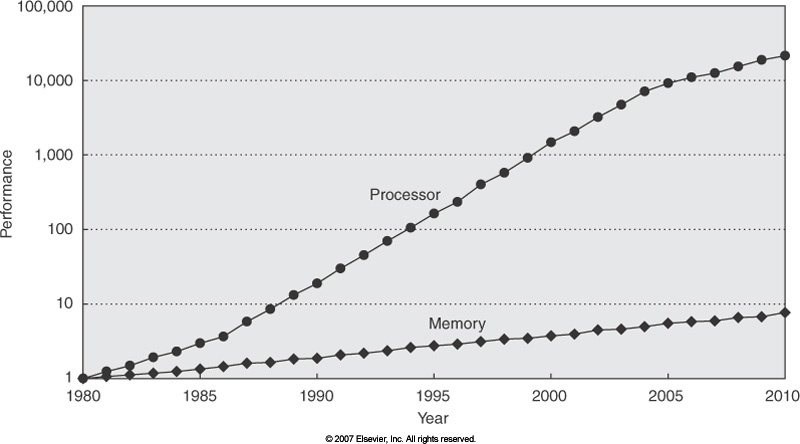 100,000
10,000
1,000
100
10
1
Performance
Processor
Memory
1980 1985 1990 1995 2000 2005 2010
Year
© 2007 Elsevier, Inc. All rights reserved.